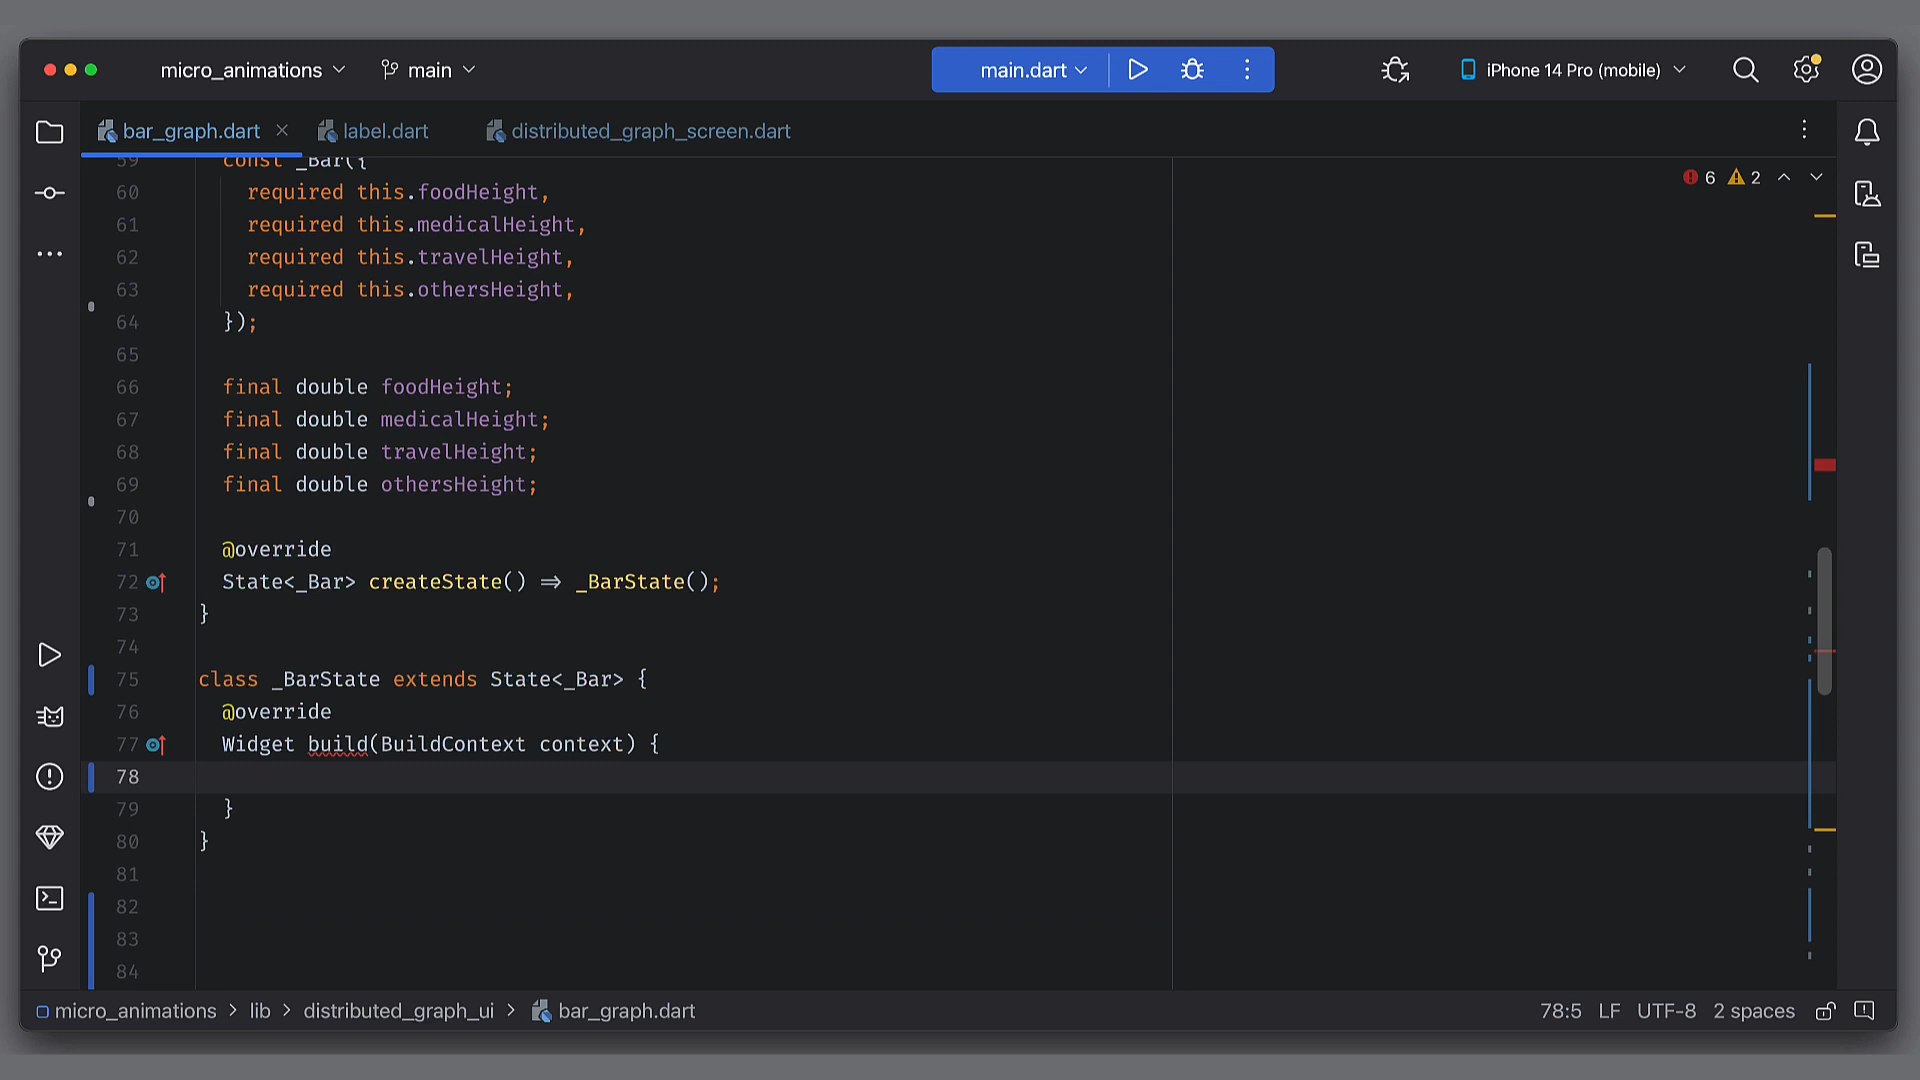 micro_animations main main.dart iPhone 14 Pro (mobile)
bar_graph.dart label.dart distributed_graph_screen.dart
59 const _Bar({
6 2
60 required this.foodHeight,
61 required this.medicalHeight,
62 required this.travelHeight,
63 required this.othersHeight,
64 });
65
66 final double foodHeight;
67 final double medicalHeight;
68 final double travelHeight;
69 final double othersHeight;
70
71 @override
72 State<_Bar> createState() => _BarState();
73 }
74
75 class _BarState extends State<_Bar> {
76 @override
77 Widget build(BuildContext context) {
78
79 }
80 }
81
82
83
84
micro_animations > lib > distributed_graph_ui > bar_graph.dart 78:5 LF UTF-8 2 spaces